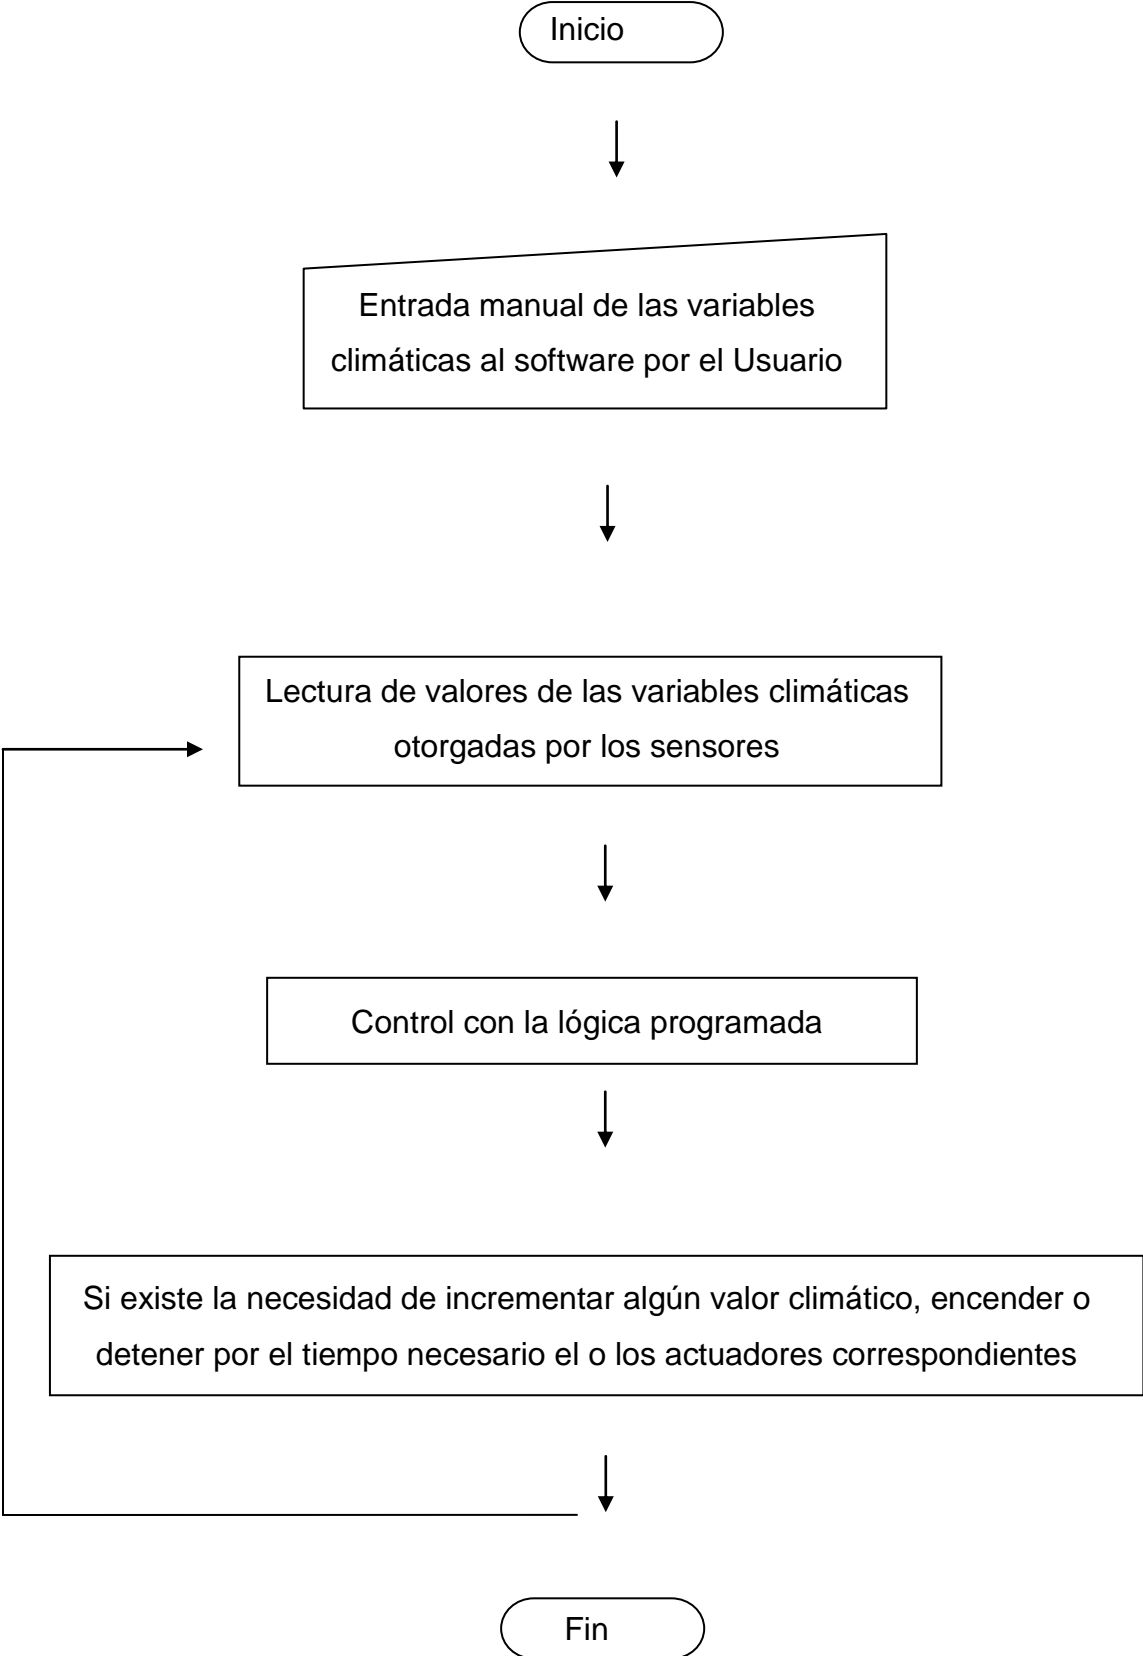 Inicio
Entrada manual de las variables
climáticas al software por el Usuario
Lectura de valores de las variables climáticas
otorgadas por los sensores
Control con la lógica programada
Si existe la necesidad de incrementar algún valor climático, encender o
detener por el tiempo necesario el o los actuadores correspondientes
Fin